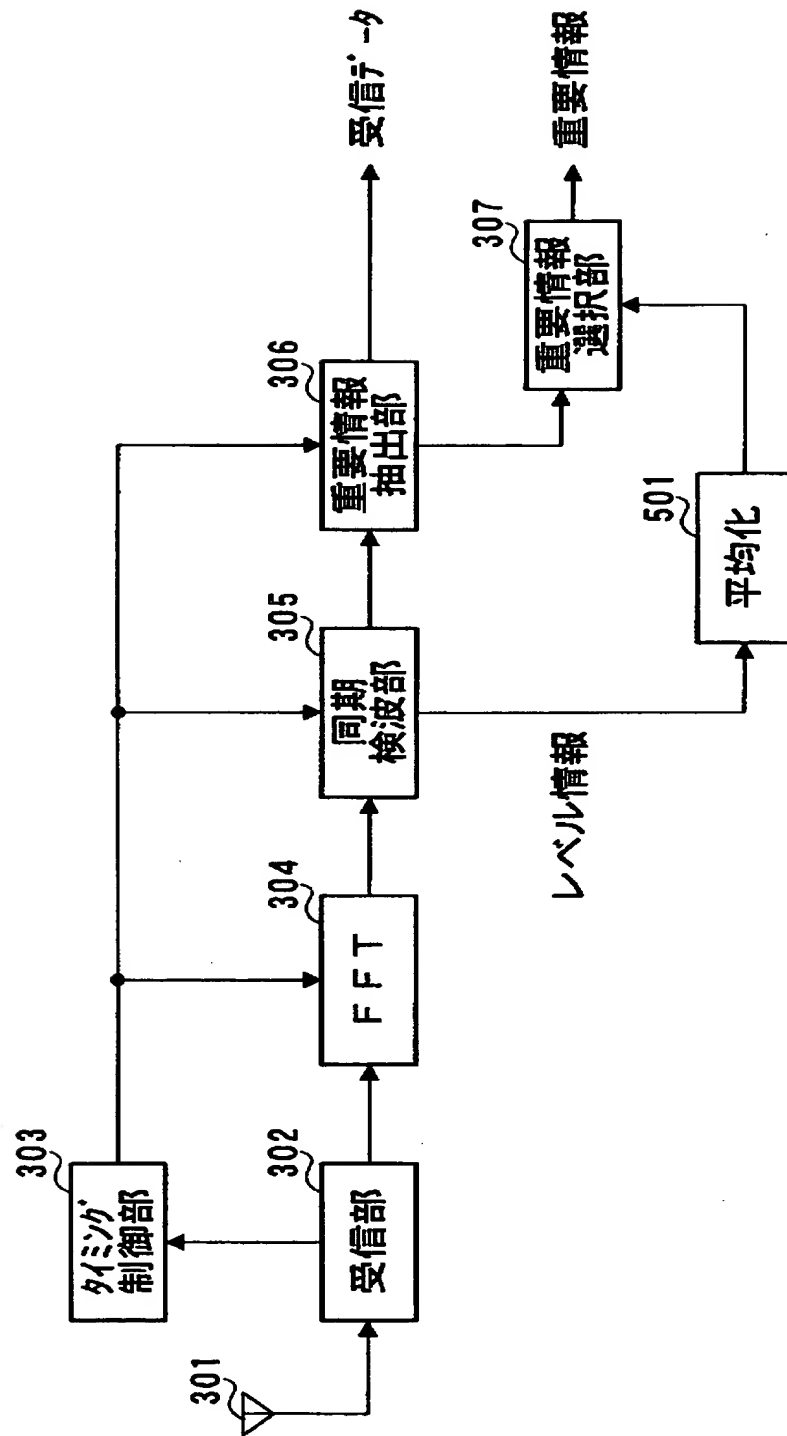 301
303
タイミング
制御部
302
受信部
304
FFT
305
同期
検波部
306
重要情報
抽出部
受信データ
307
重要情報
選択部
重要情報
レベル情報
501
平均化